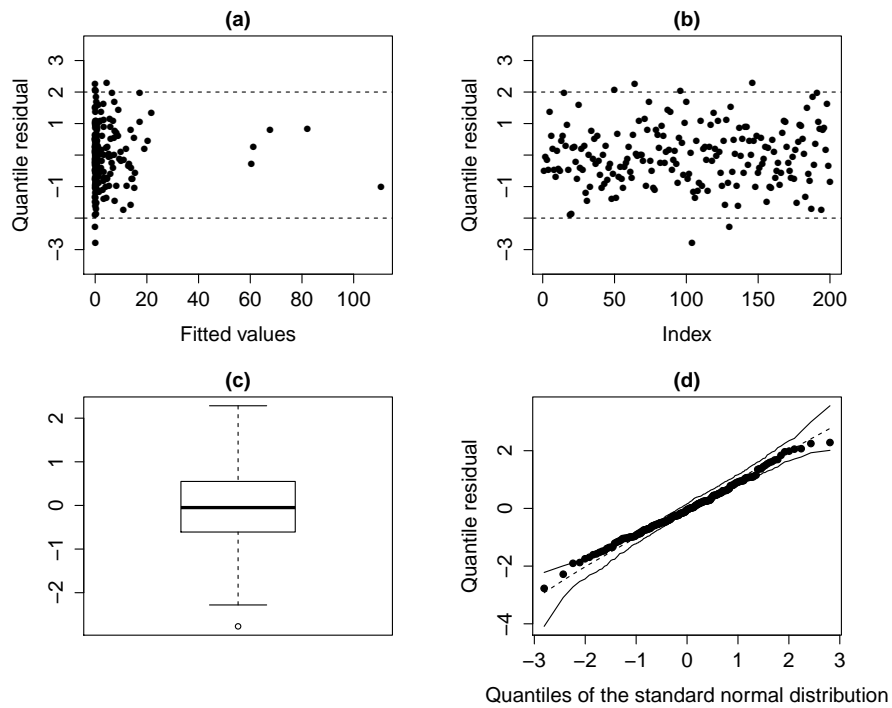 (a)
Quantile residual
3
2
1
−1
−3
0 20 40 60 80 100
Fitted values
(b)
Quantile residual
3
2
1
−1
−3
0 50 100 150 200
Index
(c)
2
1
0
−1
−2
(d)
Quantile residual
2
0
−2
−4
−3 −2 −1 0 1 2 3
Quantiles of the standard normal distribution